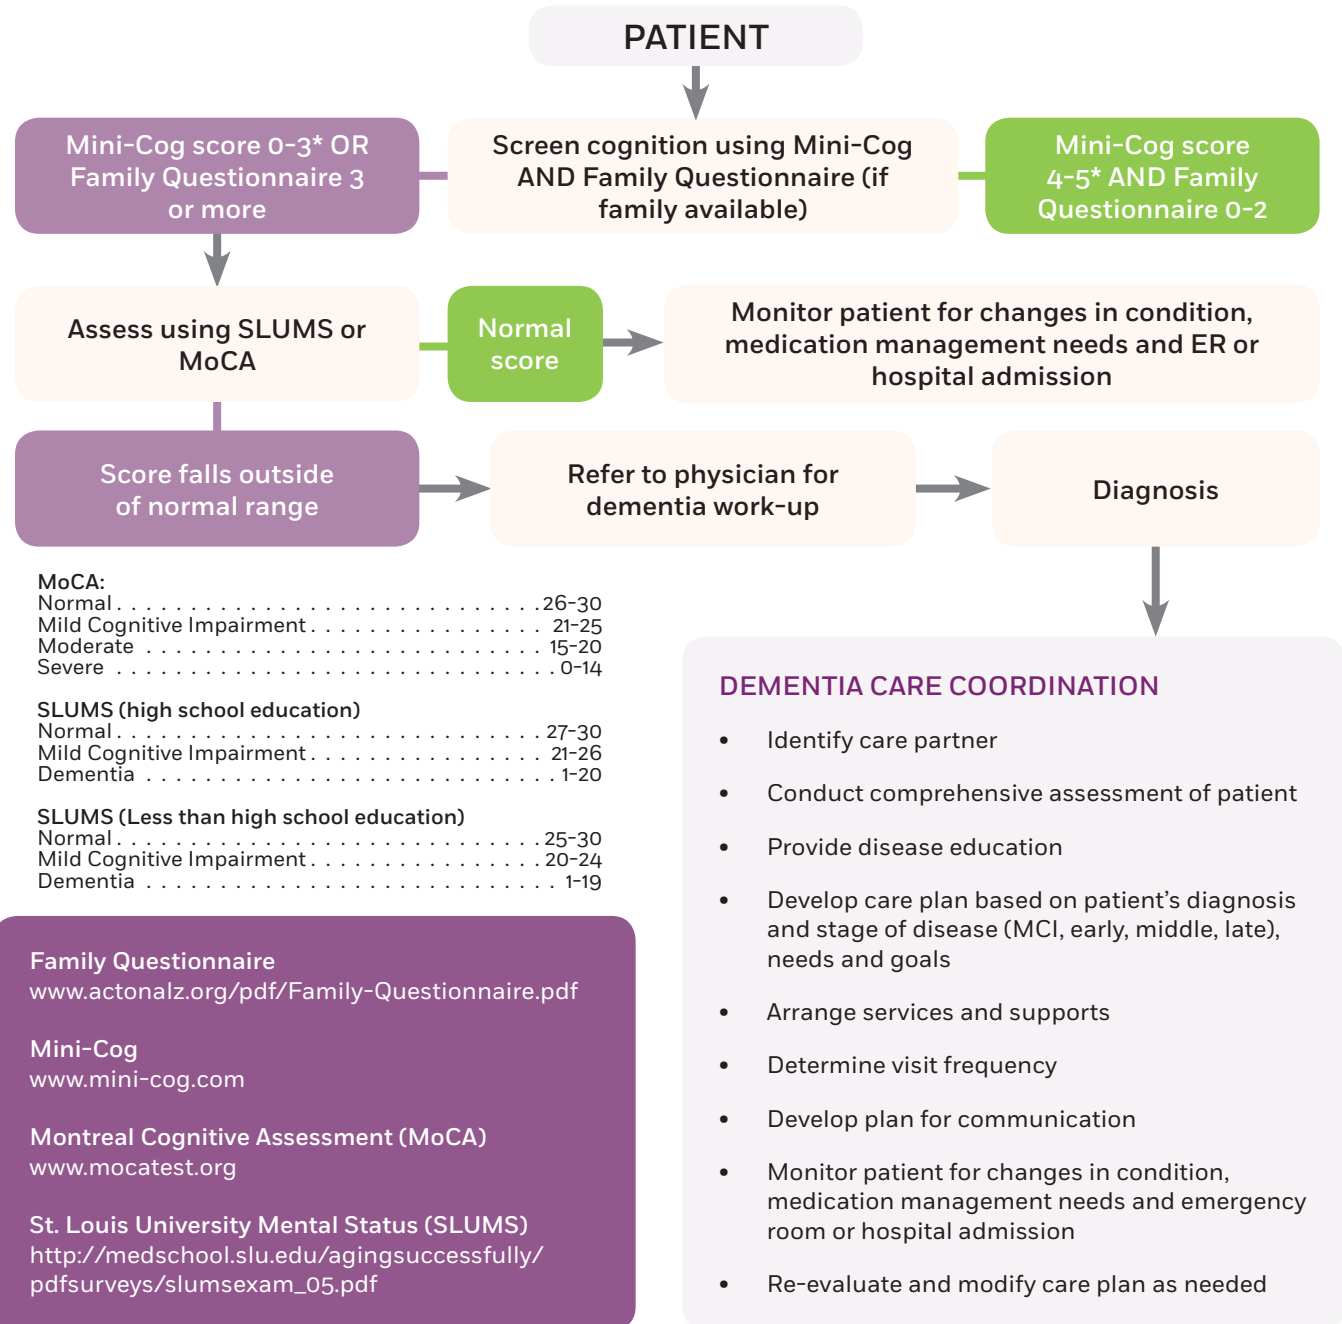 PATIENT
Mini-Cog score 0-3* OR
Family Questionnaire 3
or more
Screen cognition using Mini-Cog
AND Family Questionnaire (if
family available)
Mini-Cog score
4-5* AND Family
Questionnaire 0-2
Assess using SLUMS or
MoCA
Normal
score
Monitor patient for changes in condition,
medication management needs and ER or
hospital admission
Score falls outside
of normal range
Refer to physician for
dementia work-up
Diagnosis
MoCA:
Normal . . . . . . . . . . . . . . . . . . . . . . . . . . . . . 26-30
Mild Cognitive Impairment . . . . . . . . . . . . . . . . 21-25
Moderate . . . . . . . . . . . . . . . . . . . . . . . . . . . . 15-20
Severe . . . . . . . . . . . . . . . . . . . . . . . . . . . . . . 0-14
SLUMS (high school education)
Normal . . . . . . . . . . . . . . . . . . . . . . . . . . . . . 27-30
Mild Cognitive Impairment . . . . . . . . . . . . . . . . 21-26
Dementia . . . . . . . . . . . . . . . . . . . . . . . . . . . . 1-20
SLUMS (Less than high school education)
Normal . . . . . . . . . . . . . . . . . . . . . . . . . . . . . 25-30
Mild Cognitive Impairment . . . . . . . . . . . . . . . . 20-24
Dementia . . . . . . . . . . . . . . . . . . . . . . . . . . . . 1-19
Family Questionnaire
www.actonalz.org/pdf/Family-Questionnaire.pdf
Mini-Cog
www.mini-cog.com
Montreal Cognitive Assessment (MoCA)
www.mocatest.org
St. Louis University Mental Status (SLUMS)
http://medschool.slu.edu/agingsuccessfully/
pdfsurveys/slumsexam_05.pdf
DEMENTIA CARE COORDINATION
• Identify care partner
• Conduct comprehensive assessment of patient
• Provide disease education
• Develop care plan based on patient’s diagnosis
and stage of disease (MCI, early, middle, late),
needs and goals
• Arrange services and supports
• Determine visit frequency
• Develop plan for communication
• Monitor patient for changes in condition,
medication management needs and emergency
room or hospital admission
• Re-evaluate and modify care plan as needed